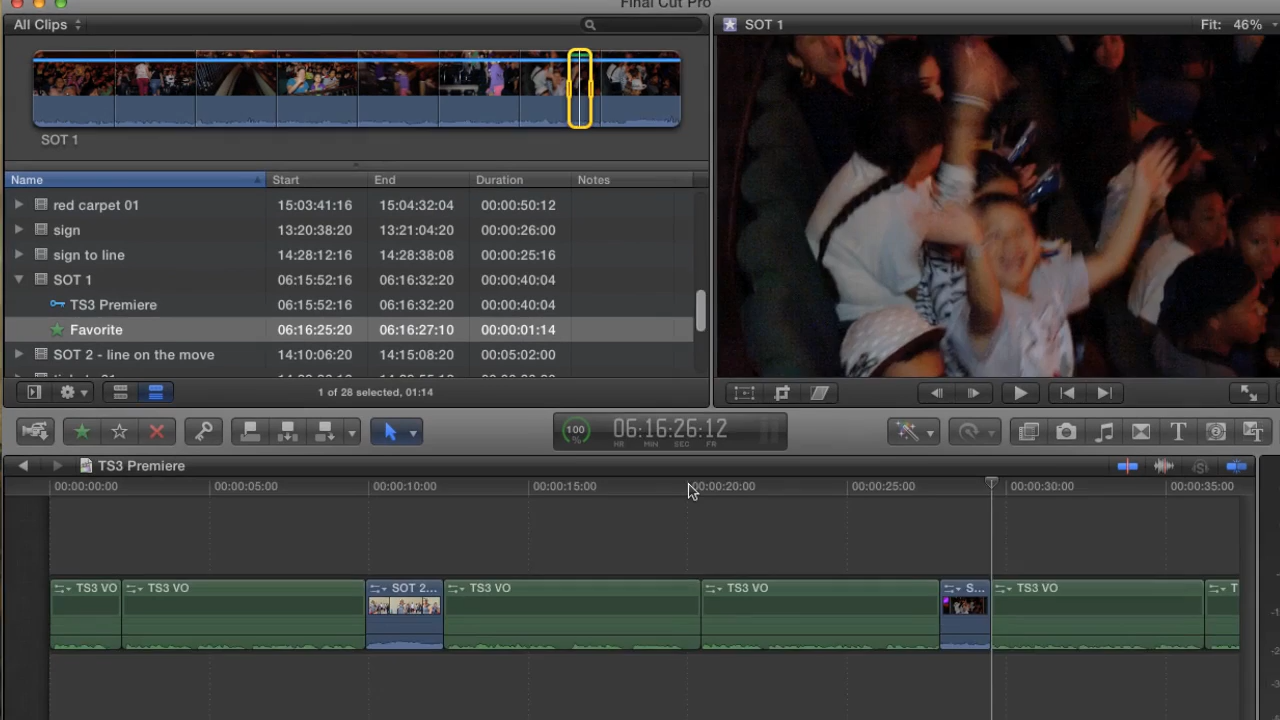 Final Cut Pro
All Clips
SOT 1
Fit: 46%
SOT 1
Name Start End Duration Notes
red carpet 01 15:03:41:16 15:04:32:04 00:00:50:12
sign 13:20:38:20 13:21:04:20 00:00:26:00
sign to line 14:28:12:16 14:28:38:08 00:00:25:16
SOT 1 06:15:52:16 06:16:32:20 00:00:40:04
TS3 Premiere 06:15:52:16 06:16:32:20 00:00:40:04
Favorite 06:16:25:20 06:16:27:10 00:00:01:14
SOT 2 - line on the move 14:10:06:20 14:15:08:20 00:05:02:00
1 of 28 selected, 01:14
100 %
06:16:26:12
HR MIN SEC FR
TS3 Premiere
00:00:00:00 00:00:05:00 00:00:10:00 00:00:15:00 00:00:20:00 00:00:25:00 00:00:30:00 00:00:35:00
TS3 VO TS3 VO SOT 2... TS3 VO TS3 VO S... TS3 VO T